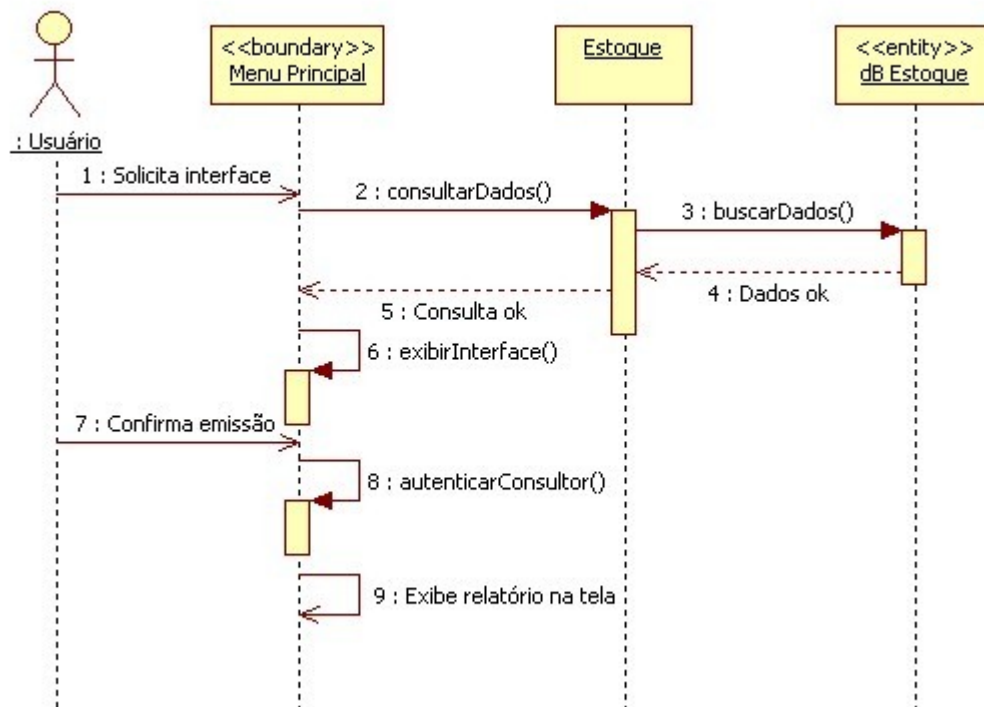 <<boundary>>
Menu Principal
Estoque
<<entity>>
dB Estoque
: Usuário
1 : Solicita interface
2 : consultarDados()
3 : buscarDados()
4 : Dados ok
5 : Consulta ok
6 : exibirInterface()
7 : Confirma emissão
8 : autenticarConsultor()
9 : Exibe relatório na tela